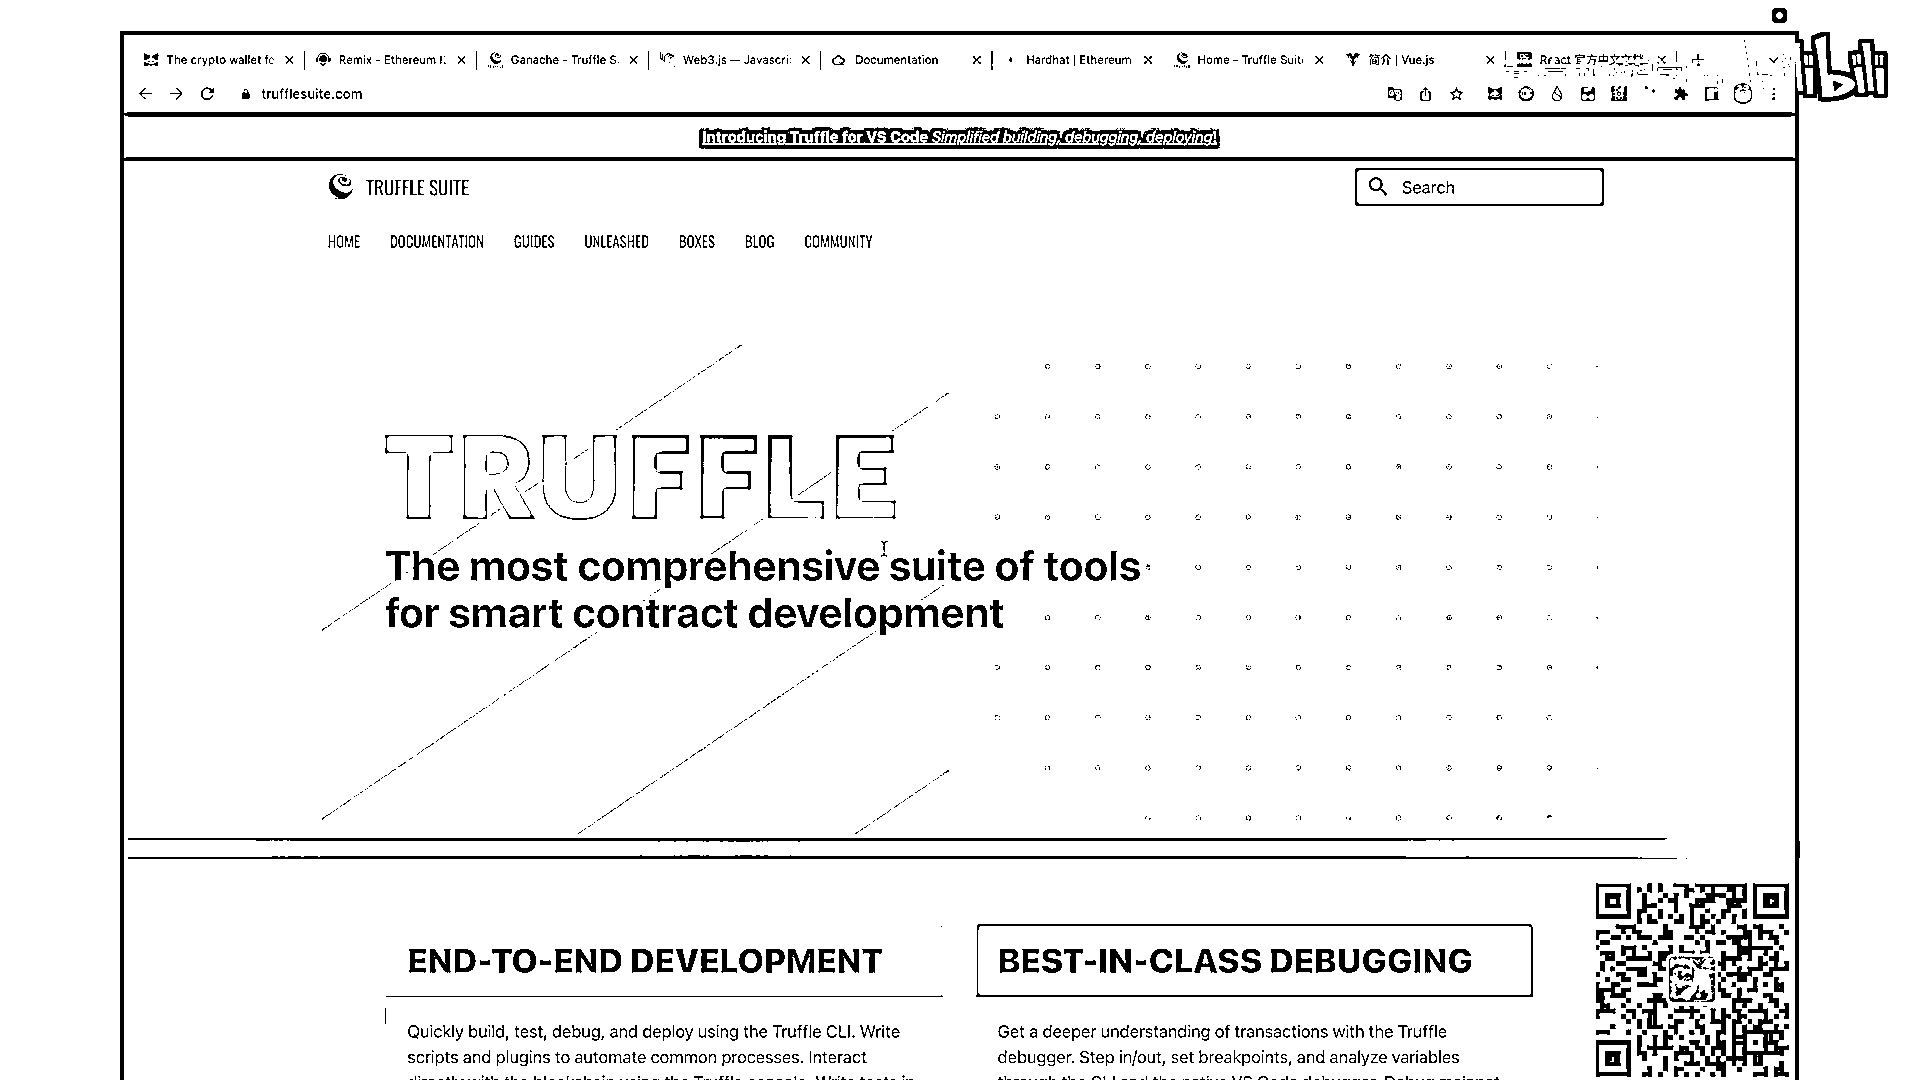 The crypto wallet fo
Remix - Ethereum I
Ganache - Truffle S
Web3.js — Javascri
Documentation
Hardhat | Ethereum
Home - Truffle Suit
简介 | Vue.js
React 官方中文文档
ibili
trufflesuite.com
Introducing Truffle for VS Code Simplified building, debugging, deploying!
TRUFFLE SUITE
Search
HOME DOCUMENTATION GUIDES UNLEASHED BOXES BLOG COMMUNITY
TRUFFLE
The most comprehensive suite of tools
for smart contract development
END-TO-END DEVELOPMENT
Quickly build, test, debug, and deploy using the Truffle CLI. Write
scripts and plugins to automate common processes. Interact
BEST-IN-CLASS DEBUGGING
Get a deeper understanding of transactions with the Truffle
debugger. Step in/out, set breakpoints, and analyze variables